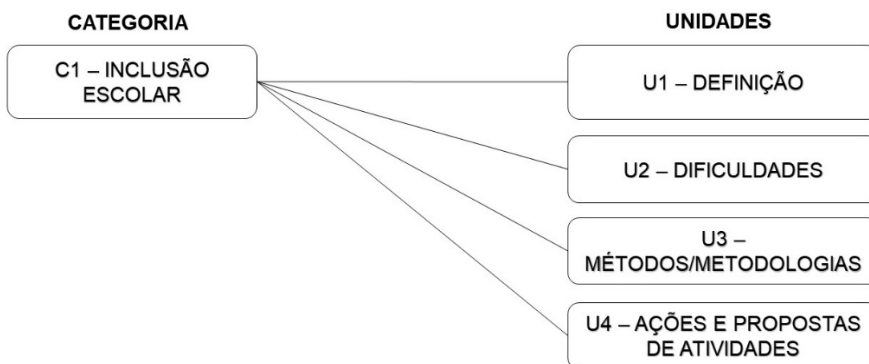 CATEGORIA
UNIDADES
C1 – INCLUSÃO
ESCOLAR
U1 – DEFINIÇÃO
U2 – DIFICULDADES
U3 –
MÉTODOS/METODOLOGIAS
U4 – AÇÕES E PROPOSTAS
DE ATIVIDADES